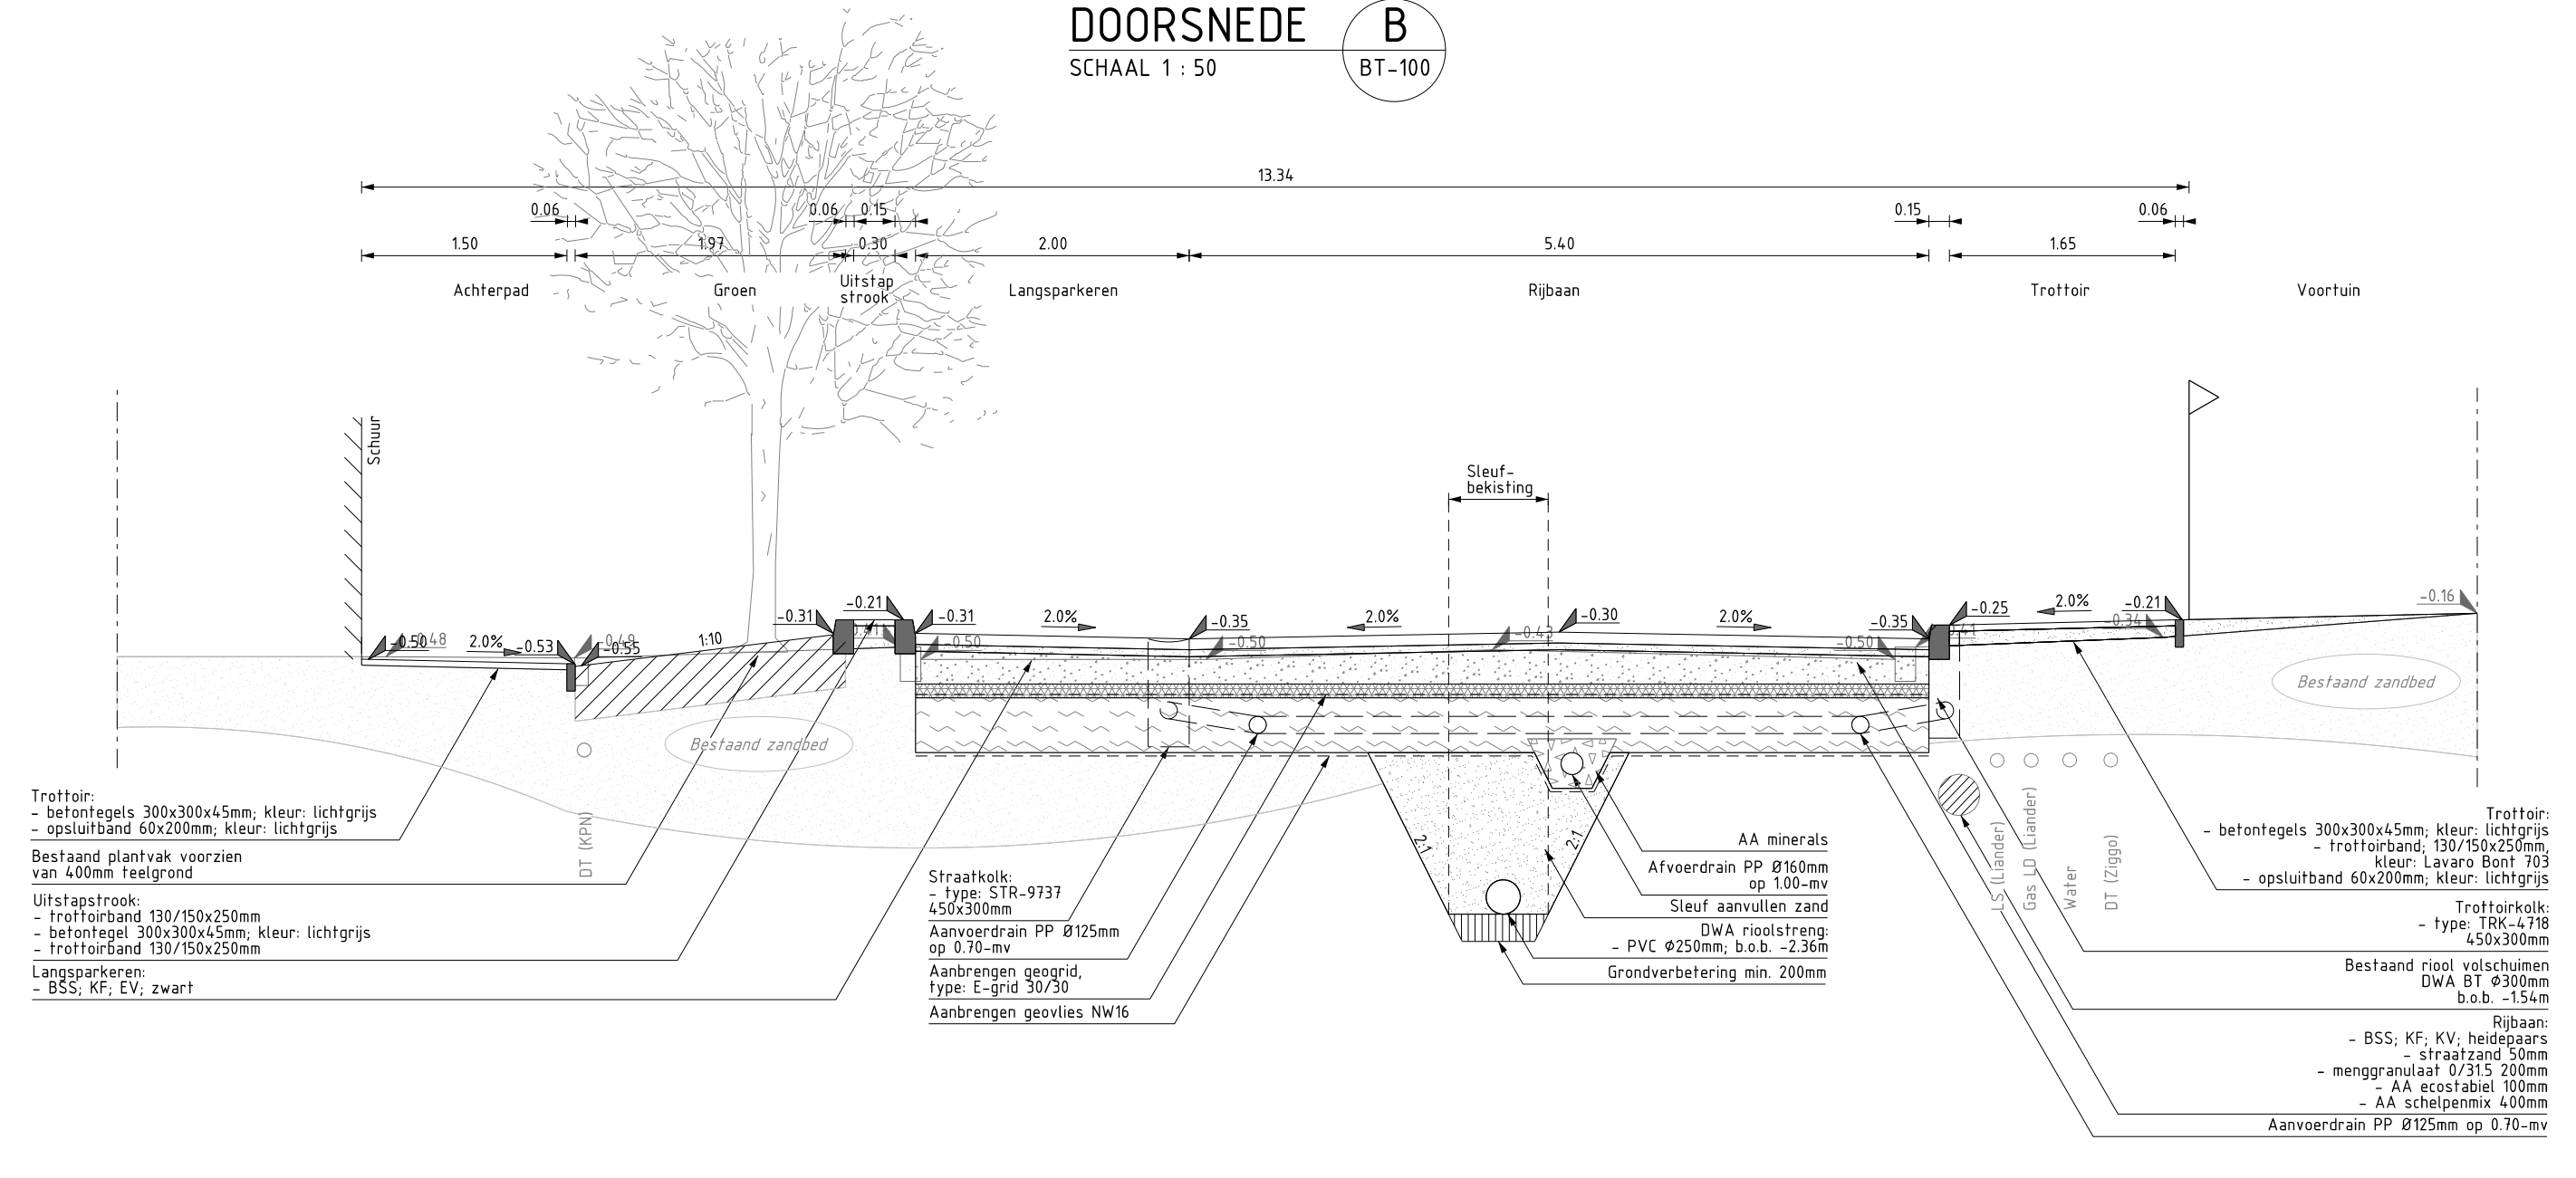 DOORSNEDE
B
SCHAAL 1 : 50
BT-100
13.34
0.06
0.06
0.15
0.15
0.06
1.50
1.97
0.30
2.00
5.40
1.65
Achterpad
Groen
Uitstap
strook
Langsparkeren
Rijbaan
Trottoir
Voortuin
Schuur
Sleuf-
bekisting
-0.50
-0.48
2.0%
-0.53
-0.49
-0.55
1:10
-0.31
-0.21
-0.31
-0.50
2.0%
-0.35
-0.50
2.0%
-0.43
-0.30
2.0%
-0.35
-0.50
-0.25
2.0%
-0.21
-0.34
-0.16
Bestaand zandbed
Bestaand zandbed
2:1
2:1
DT (KPN)
LS (Liander)
Gas LD (Liander)
Water
DT (Ziggo)
Trottoir:
- betontegels 300x300x45mm; kleur: lichtgrijs
- opsluitband 60x200mm; kleur: lichtgrijs
Bestaand plantvak voorzien
van 400mm teelgrond
Uitstapstrook:
- trottoirband 130/150x250mm
- betontegel 300x300x45mm; kleur: lichtgrijs
- trottoirband 130/150x250mm
Langsparkeren:
- BSS; KF; EV; zwart
Straatkolk:
- type: STR-9737
450x300mm
Aanvoerdrain PP Ø125mm
op 0.70-mv
Aanbrengen geogrid,
type: E-grid 30/30
Aanbrengen geovlies NW16
AA minerals
Afvoerdrain PP Ø160mm
op 1.00-mv
Sleuf aanvullen zand
DWA rioolstreng:
- PVC Ø250mm; b.o.b. -2.36m
Grondverbetering min. 200mm
Trottoir:
- betontegels 300x300x45mm; kleur: lichtgrijs
- trottoirband; 130/150x250mm,
kleur: Lavaro Bont 703
- opsluitband 60x200mm; kleur: lichtgrijs
Trottoirkolk:
- type: TRK-4718
450x300mm
Bestaand riool volschuimen
DWA BT Ø300mm
b.o.b. -1.54m
Rijbaan:
- BSS; KF; KV; heidepaars
- straatzand 50mm
- menggranulaat 0/31.5 200mm
- AA ecostabiel 100mm
- AA schelpenmix 400mm
Aanvoerdrain PP Ø125mm op 0.70-mv